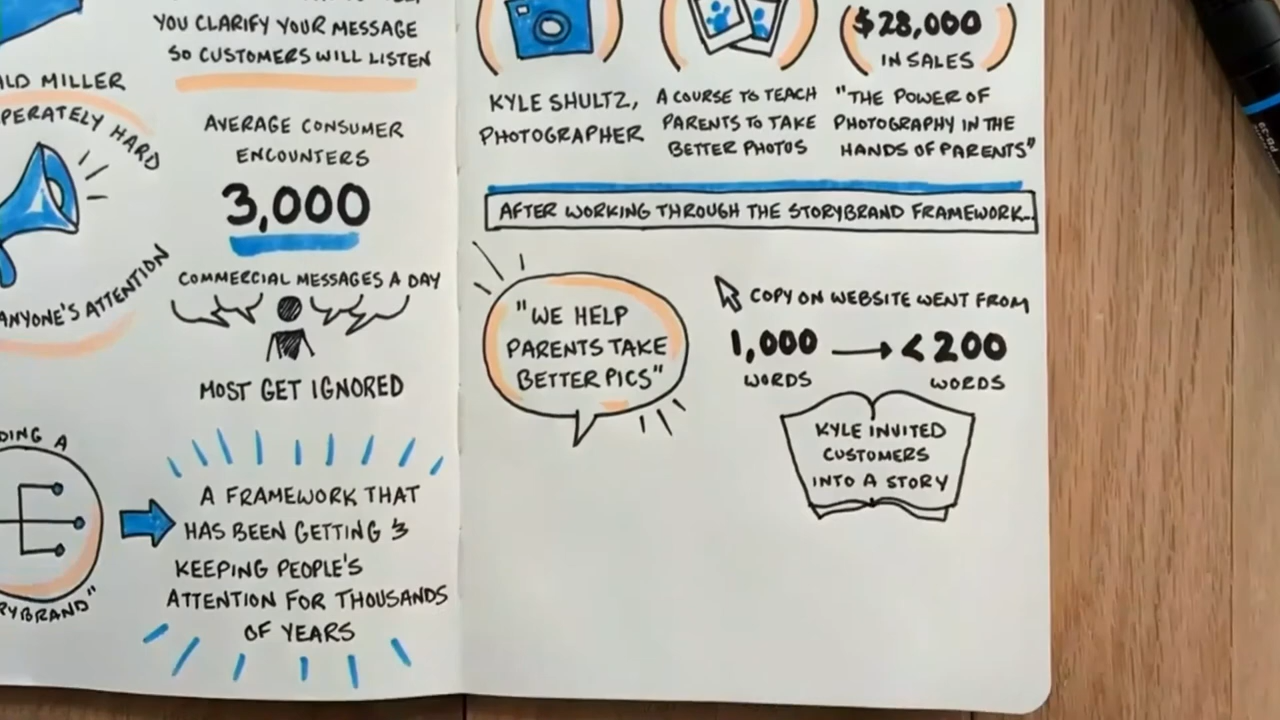 YOU CLARIFY YOUR MESSAGE
SO CUSTOMERS WILL LISTEN
MILLER
HARD
ANYONE'S ATTENTION
AVERAGE CONSUMER
ENCOUNTERS
3,000
COMMERCIAL MESSAGES A DAY
MOST GET IGNORED
A
A FRAMEWORK THAT
HAS BEEN GETTING &
KEEPING PEOPLE'S
ATTENTION FOR THOUSANDS
OF YEARS
KYLE SHULTZ,
PHOTOGRAPHER
A COURSE TO TEACH
PARENTS TO TAKE
BETTER PHOTOS
$28,000
IN SALES
"THE POWER OF
PHOTOGRAPHY IN THE
HANDS OF PARENTS"
AFTER WORKING THROUGH THE STORYBRAND FRAMEWORK...
"WE HELP
PARENTS TAKE
BETTER PICS"
COPY ON WEBSITE WENT FROM
1,000 → <200
WORDS WORDS
KYLE INVITED
CUSTOMERS
INTO A STORY